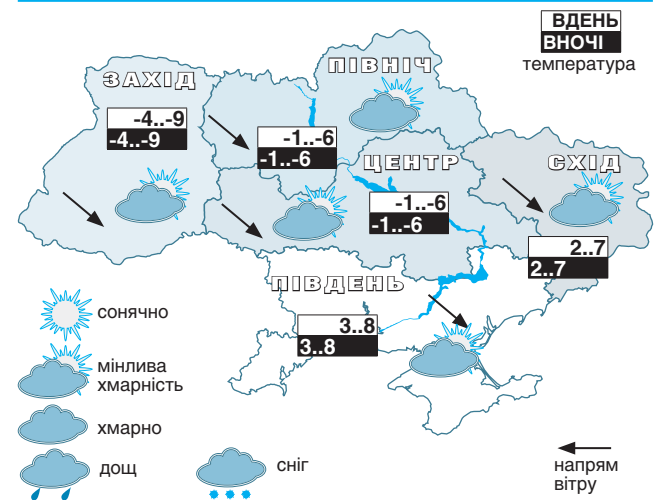 ВДЕНЬ
ВНОЧІ
температура
ПІВНІЧ
ЗАХІД
-4..-9
-4..-9
-1..-6
-1..-6
ЦЕНТР
СХІД
-1..-6
-1..-6
2..7
2..7
ПІВДЕНЬ
3..8
3..8
сонячно
мінлива
хмарність
хмарно
дощ
сніг
напрям
вітру